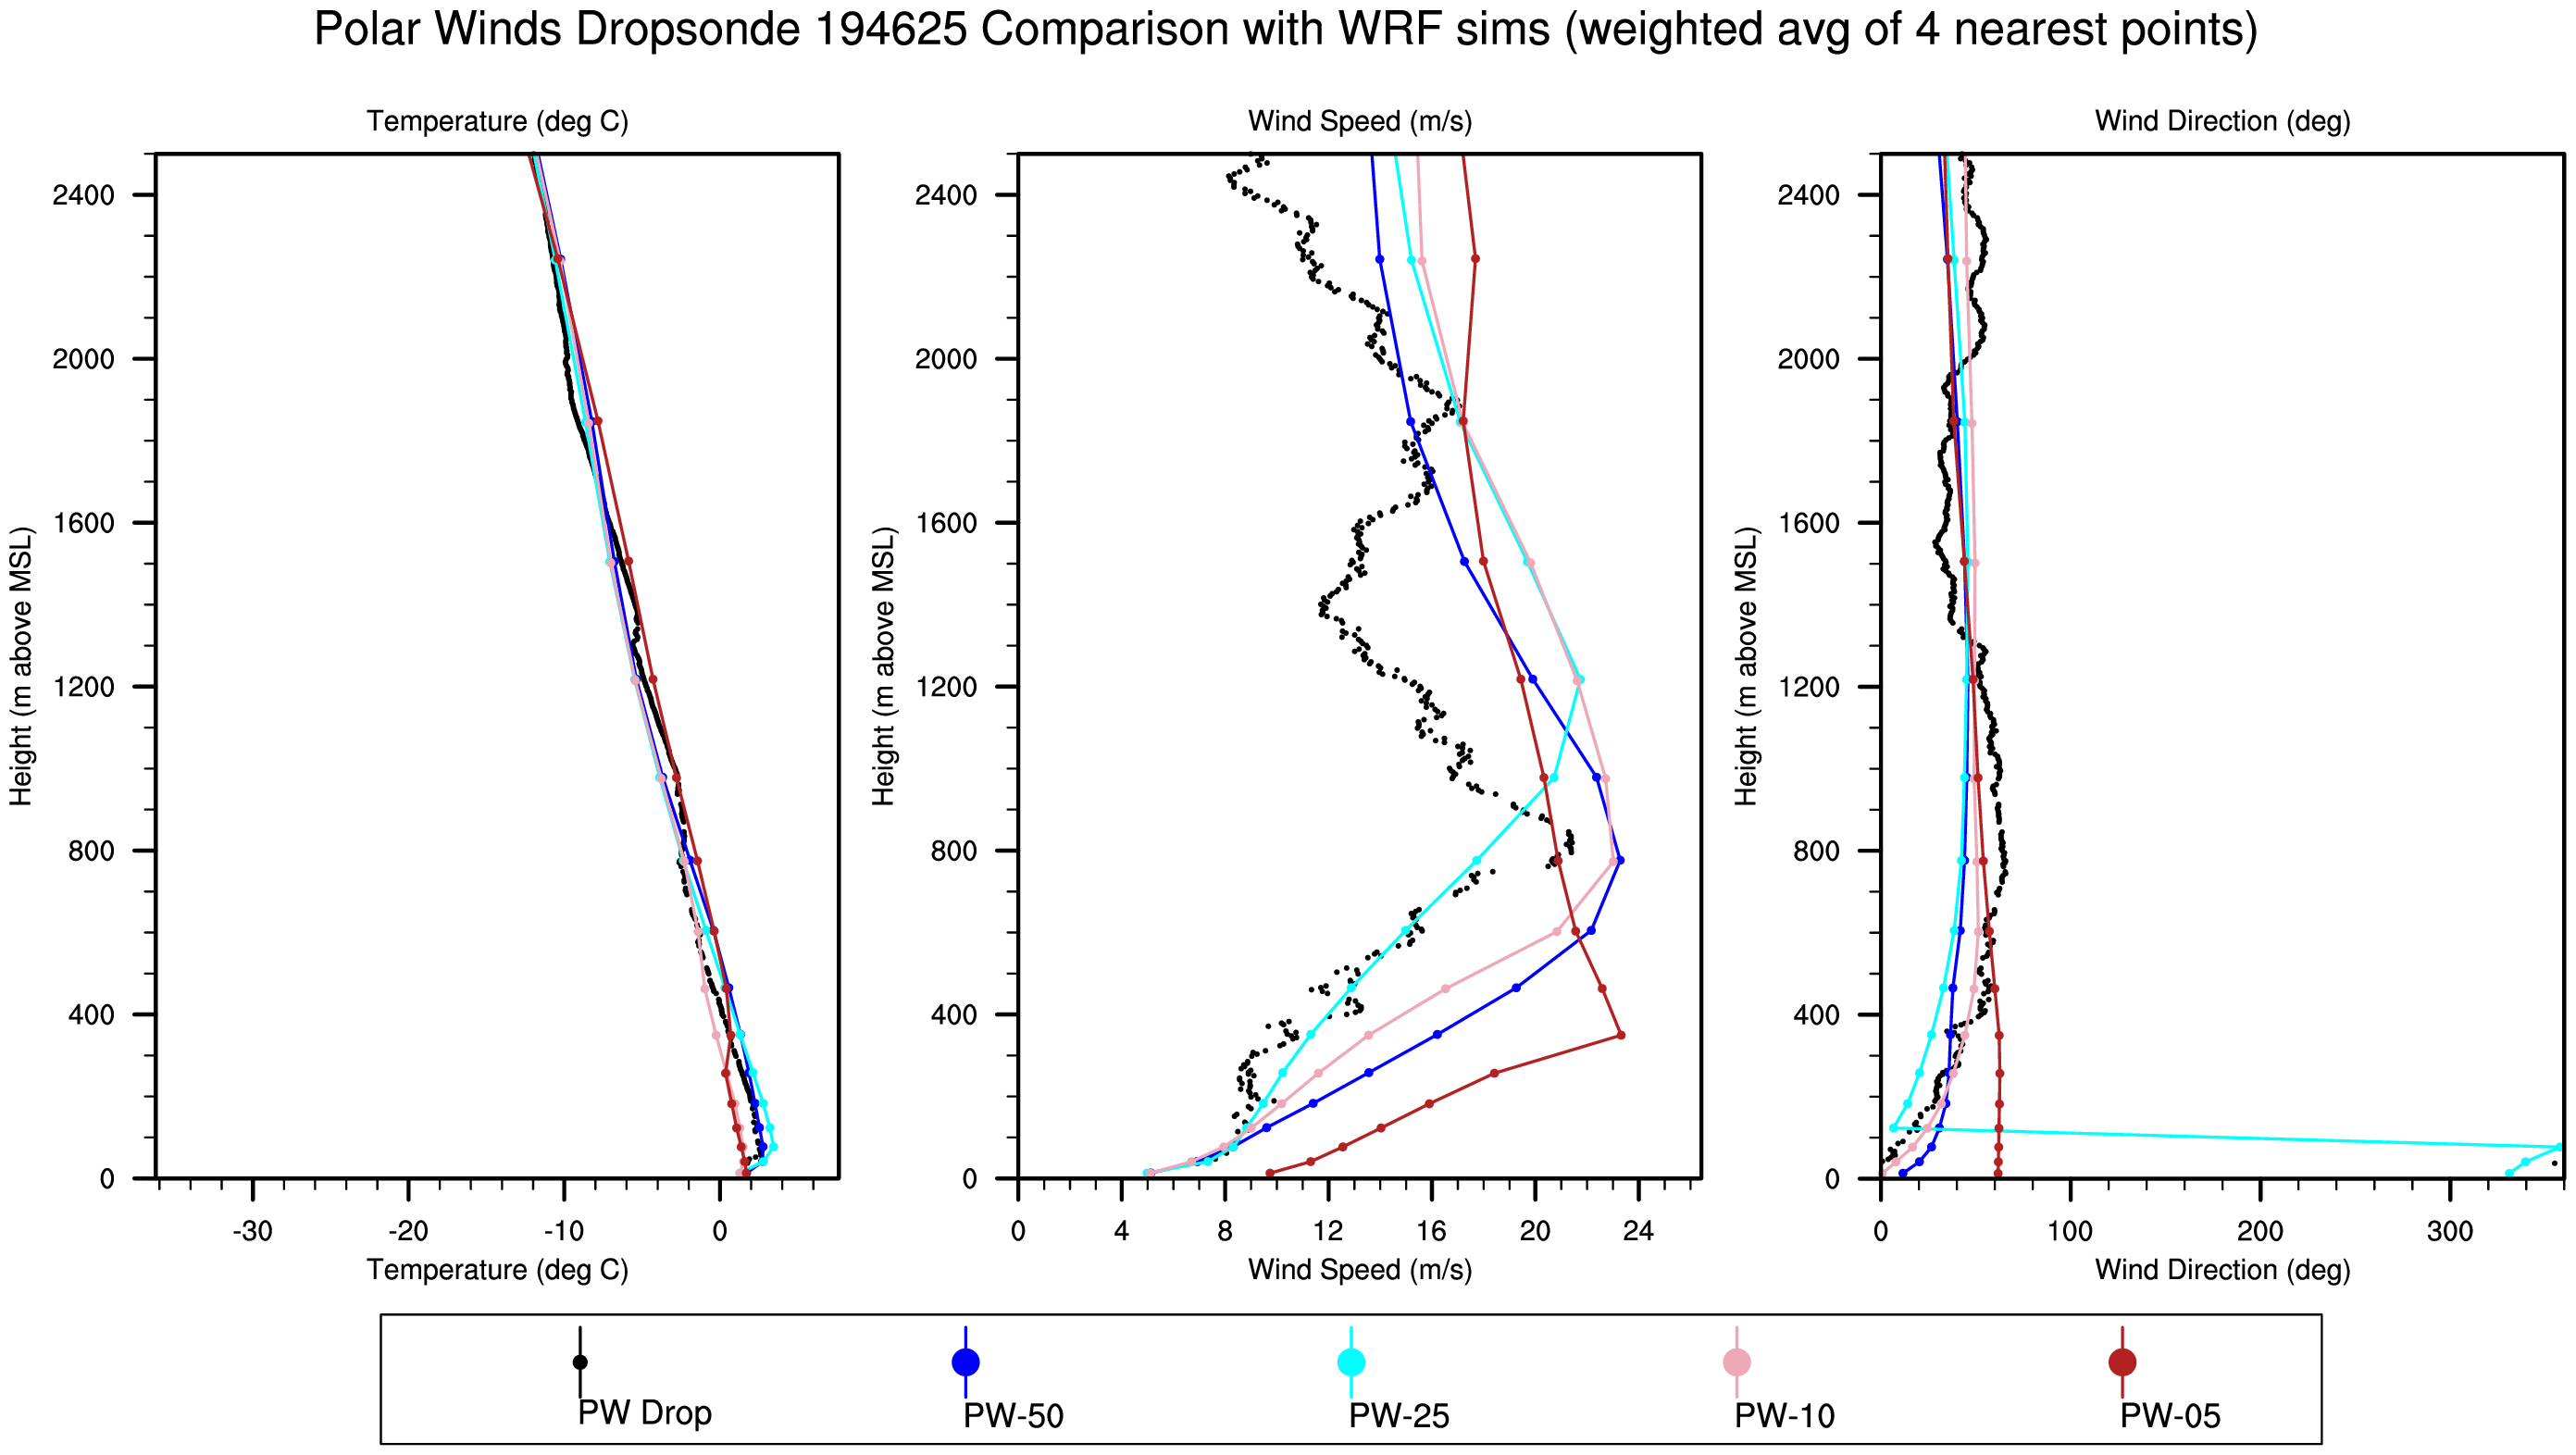 Polar Winds Dropsonde 194625 Comparison with WRF sims (weighted avg of 4 nearest points)
Temperature (deg C)
Wind Speed (m/s)
Wind Direction (deg)
Height (m above MSL)
2400
2000
1600
1200
800
400
0
-30
-20
-10
0
Temperature (deg C)
Height (m above MSL)
2400
2000
1600
1200
800
400
0
0
4
8
12
16
20
24
Wind Speed (m/s)
Height (m above MSL)
2400
2000
1600
1200
800
400
0
0
100
200
300
Wind Direction (deg)
PW Drop
PW-50
PW-25
PW-10
PW-05